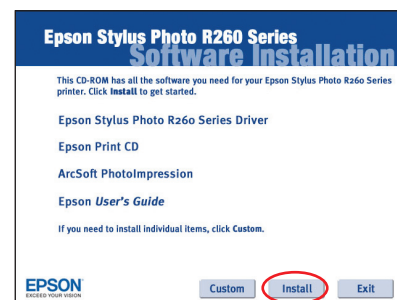 Epson Stylus Photo R260 Series
Software Installation
This CD-ROM has all the software you need for your Epson Stylus Photo R260 Series
printer. Click Install to get started.
Epson Stylus Photo R260 Series Driver
Epson Print CD
ArcSoft PhotoImpression
Epson User's Guide
If you need to install individual items, click Custom.
EPSON
EXCEED YOUR VISION
Custom Install Exit